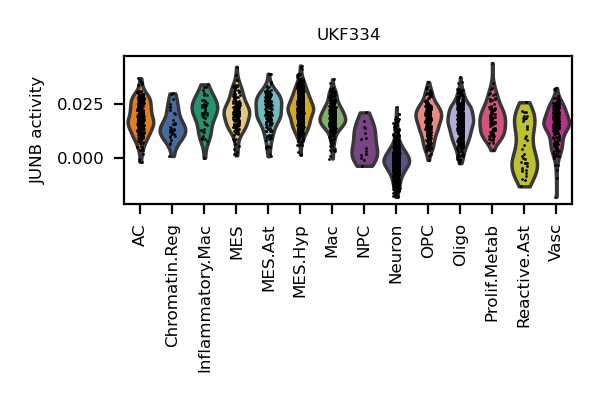 UKF334
JUNB activity
0.025
0.000
AC
Chromatin.Reg
Inflammatory.Mac
MES
MES.Ast
MES.Hyp
Mac
NPC
Neuron
OPC
Oligo
Prolif.Metab
Reactive.Ast
Vasc